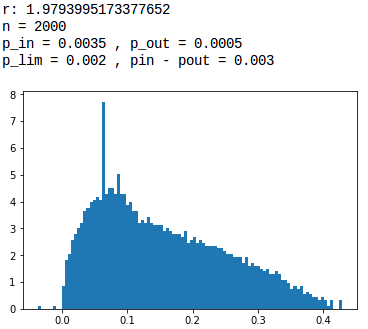 r: 1.9793995173377652
n = 2000
p_in = 0.0035 , p_out = 0.0005
p_lim = 0.002 , pin - pout = 0.003
8
7
6
5
4
3
2
1
0
0.0 0.1 0.2 0.3 0.4